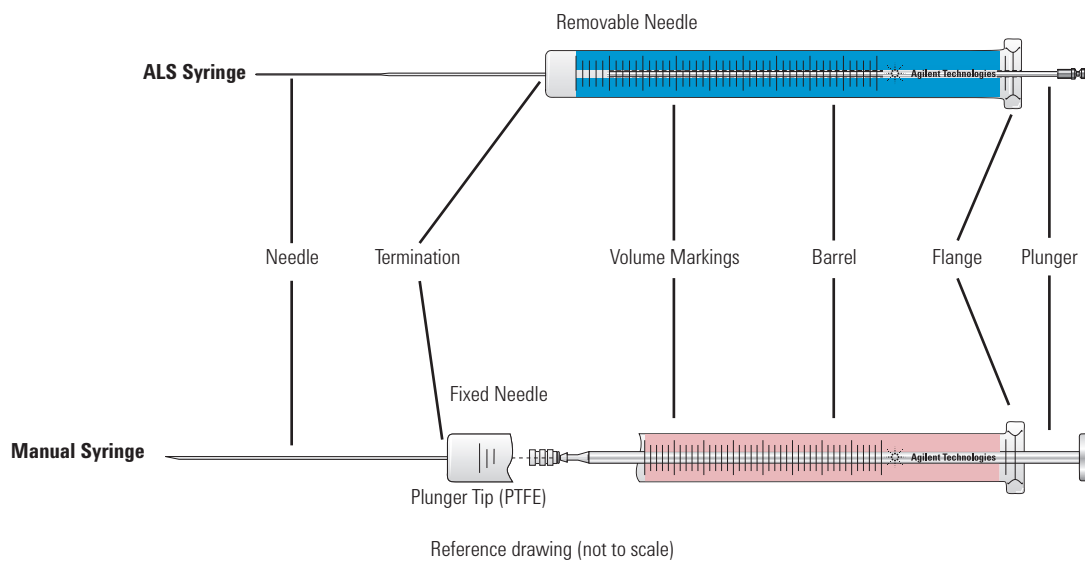 Removable Needle
ALS Syringe
Agilent Technologies
Needle
Termination
Volume Markings
Barrel
Flange
Plunger
Fixed Needle
Manual Syringe
Agilent Technologies
Plunger Tip (PTFE)
Reference drawing (not to scale)